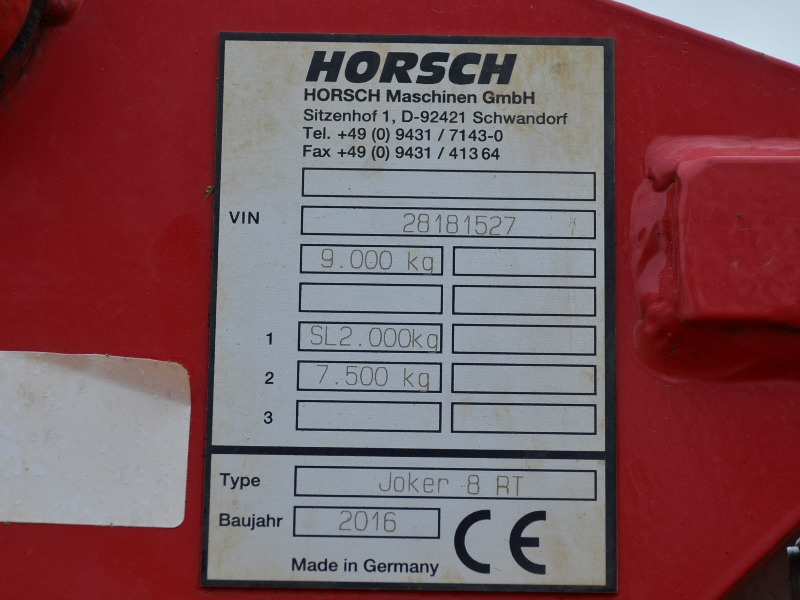 HORSCH
HORSCH Maschinen GmbH
Sitzenhof 1, D-92421 Schwandorf
Tel. +49 (0) 9431 / 7143-0
Fax +49 (0) 9431 / 41364
VIN 28181527
9.000 kg
1 SL2.000kg
2 7.500 kg
3
Type Joker 8 RT
Baujahr 2016 CE
Made in Germany